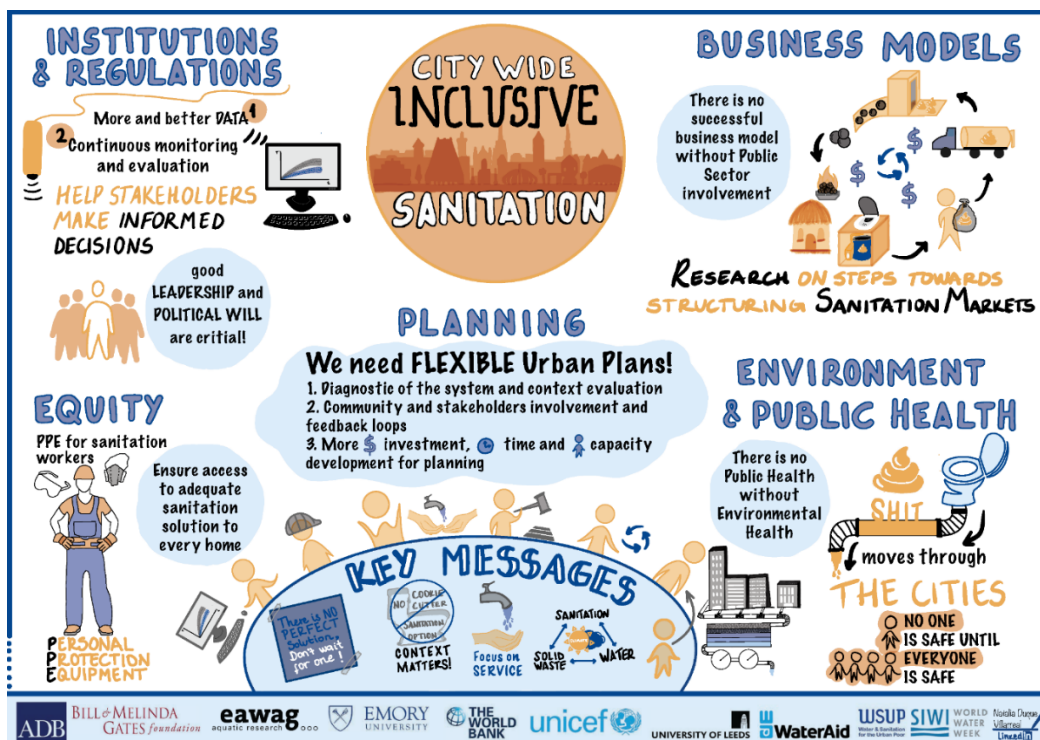 INSTITUTIONS
& REGULATIONS
More and better DATA
1
2
Continuous monitoring
and evaluation
HELP STAKEHOLDERS
MAKE INFORMED
DECISIONS
good
LEADERSHIP and
POLITICAL WILL
are critial!
CITY WIDE
INCLUSIVE
SANITATION
BUSINESS MODELS
There is no
successful
business model
without Public
Sector
involvement
$
$
$
RESEARCH ON STEPS TOWARDS
STRUCTURING SANITATION MARKETS
PLANNING
We need FLEXIBLE Urban Plans!
1. Diagnostic of the system and context evaluation
2. Community and stakeholders involvement and
feedback loops
3. More $ investment, time and capacity
development for planning
EQUITY
PPE for sanitation
workers
Ensure access
to adequate
sanitation
solution to
every home
PERSONAL
PROTECTION
EQUIPMENT
ENVIRONMENT
& PUBLIC HEALTH
There is no
Public Health
without
Environmental
Health
SHIT
moves through
THE CITIES
NO ONE
IS SAFE UNTIL
EVERYONE
IS SAFE
KEY MESSAGES
There is NO
PERFECT
Solution,
Don't wait
for one!
NO COOKIE
CUTTER
SANITATION
OPTION
CONTEXT
MATTERS!
Focus on
SERVICE
SANITATION
SOLID
WASTE
WATER
ADB
BILL & MELINDA
GATES foundation
eawag
aquatic research
EMORY
UNIVERSITY
THE
WORLD
BANK
unicef
UNIVERSITY OF LEEDS
WaterAid
WSUP
Water & Sanitation
for the Urban Poor
SIWI
WORLD
WATER
WEEK
Natalia Duque
Villarreal
LinkedIn